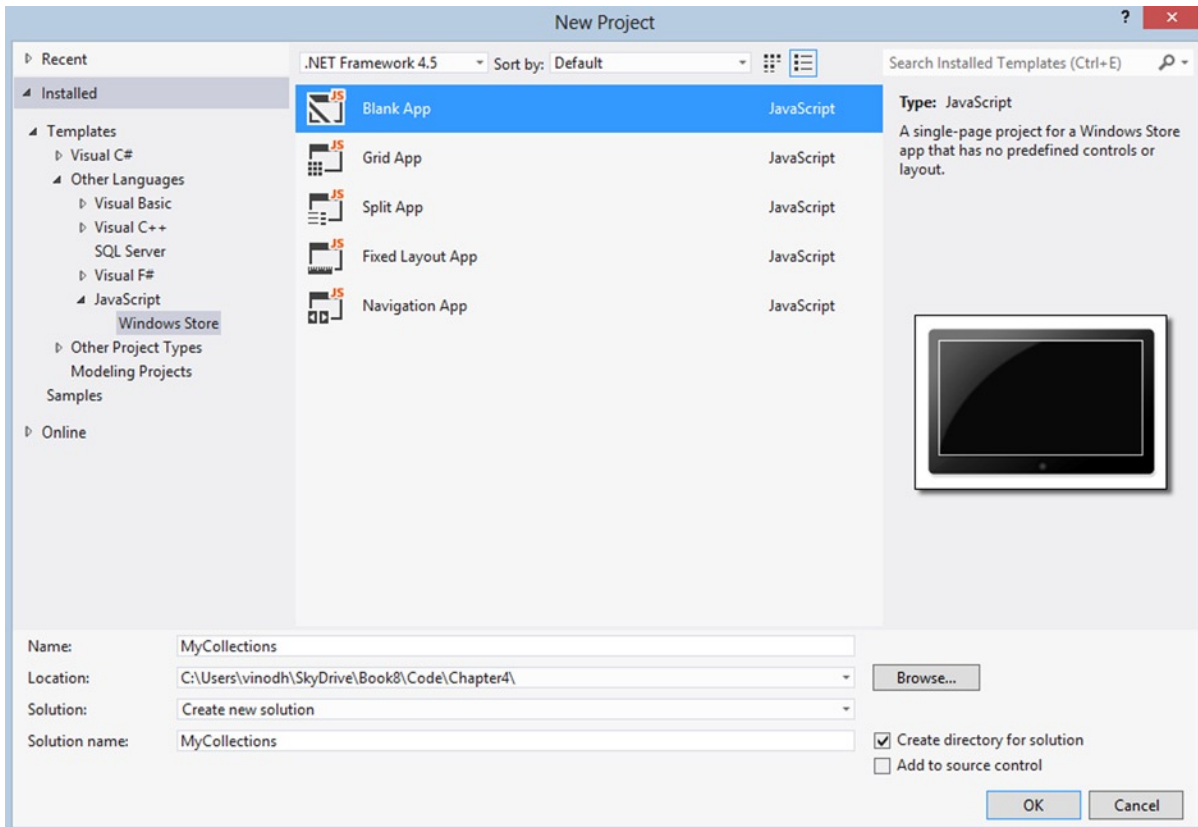 New Project
?
Recent
Installed
Templates
Visual C#
Other Languages
Visual Basic
Visual C++
SQL Server
Visual F#
JavaScript
Windows Store
Other Project Types
Modeling Projects
Samples
Online
.NET Framework 4.5
Sort by: Default
JS Blank App JavaScript
JS Grid App JavaScript
JS Split App JavaScript
JS Fixed Layout App JavaScript
JS Navigation App JavaScript
Search Installed Templates (Ctrl+E)
Type: JavaScript
A single-page project for a Windows Store
app that has no predefined controls or
layout.
Name: MyCollections
Location: C:\Users\vinodh\SkyDrive\Book8\Code\Chapter4\
Browse...
Solution: Create new solution
Solution name: MyCollections
Create directory for solution
Add to source control
OK
Cancel